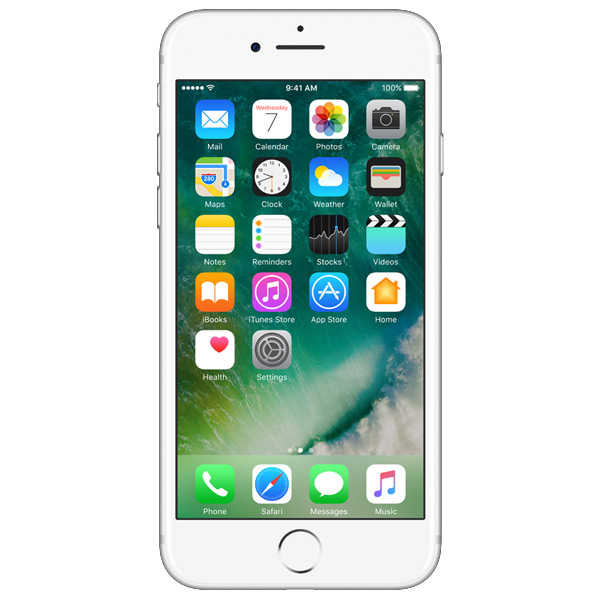 9:41 AM 100%
Wednesday
7
Mail Calendar Photos Camera
280
Maps Clock Weather Wallet
Notes Reminders Stocks Videos
iBooks iTunes Store App Store Home
Health Settings
Phone Safari Messages Music